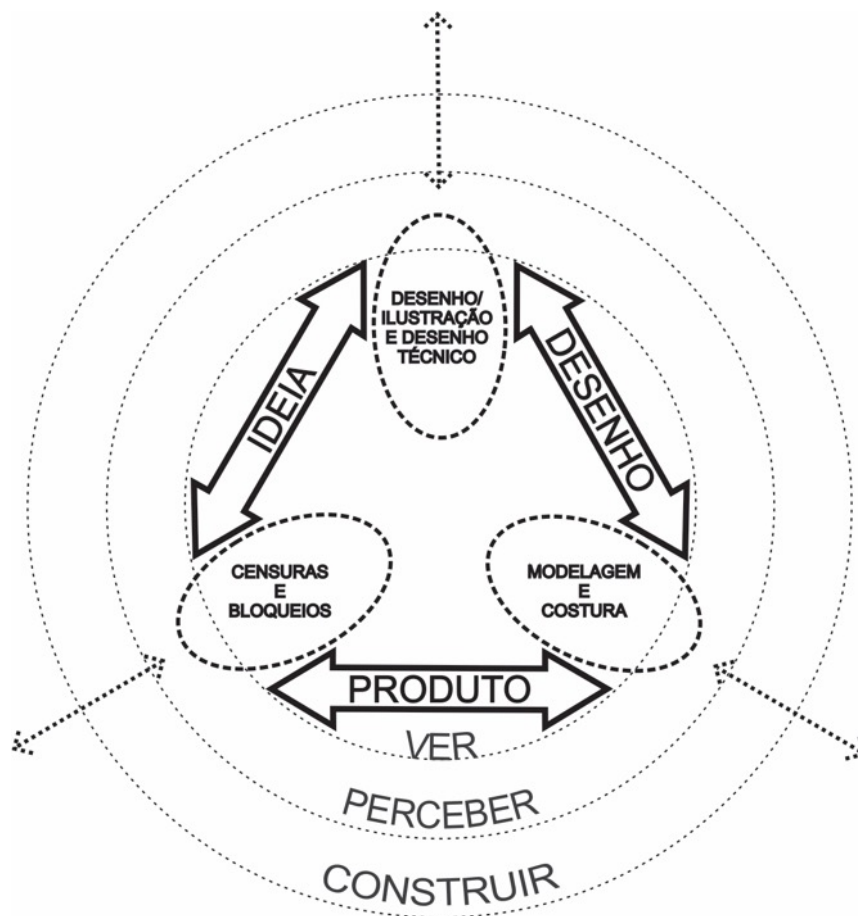 DESENHO/
ILUSTRAÇÃO
E DESENHO
TÉCNICO
IDEIA
DESENHO
CENSURAS
E
BLOQUEIOS
MODELAGEM
E
COSTURA
PRODUTO
VER
PERCEBER
CONSTRUIR